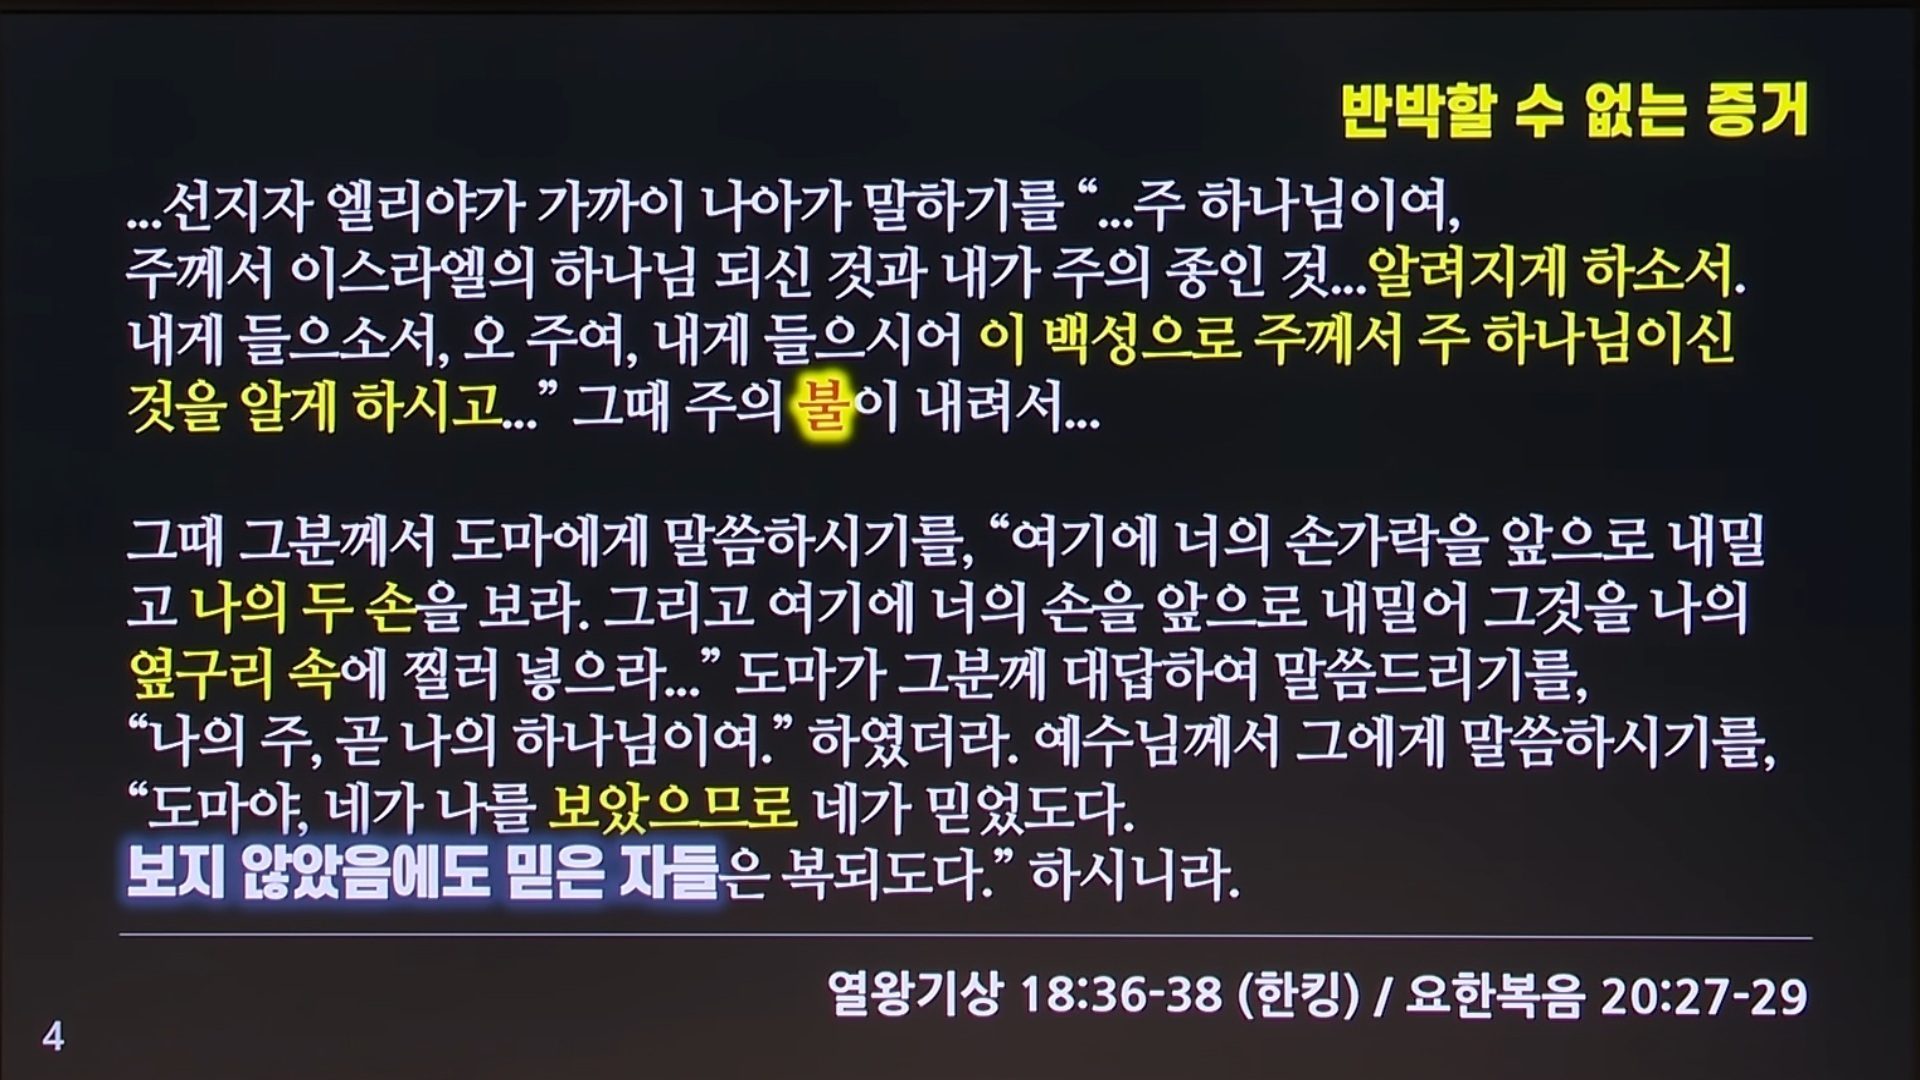 반박할 수 없는 증거
...선지자 엘리야가 가까이 나아가 말하기를 “...주 하나님이여,
주께서 이스라엘의 하나님 되신 것과 내가 주의 종인 것...알려지게 하소서.
내게 들으소서, 오 주여, 내게 들으시어 이 백성으로 주께서 주 하나님이신
것을 알게 하시고...” 그때 주의 불이 내려서...
그때 그분께서 도마에게 말씀하시기를, “여기에 너의 손가락을 앞으로 내밀
고 나의 두 손을 보라. 그리고 여기에 너의 손을 앞으로 내밀어 그것을 나의
옆구리 속에 찔러 넣으라...” 도마가 그분께 대답하여 말씀드리기를,
“나의 주, 곧 나의 하나님이여.” 하였더라. 예수님께서 그에게 말씀하시기를,
“도마야, 네가 나를 보았으므로 네가 믿었도다.
보지 않았음에도 믿은 자들은 복되도다.” 하시니라.
열왕기상 18:36-38 (한킹) / 요한복음 20:27-29
4